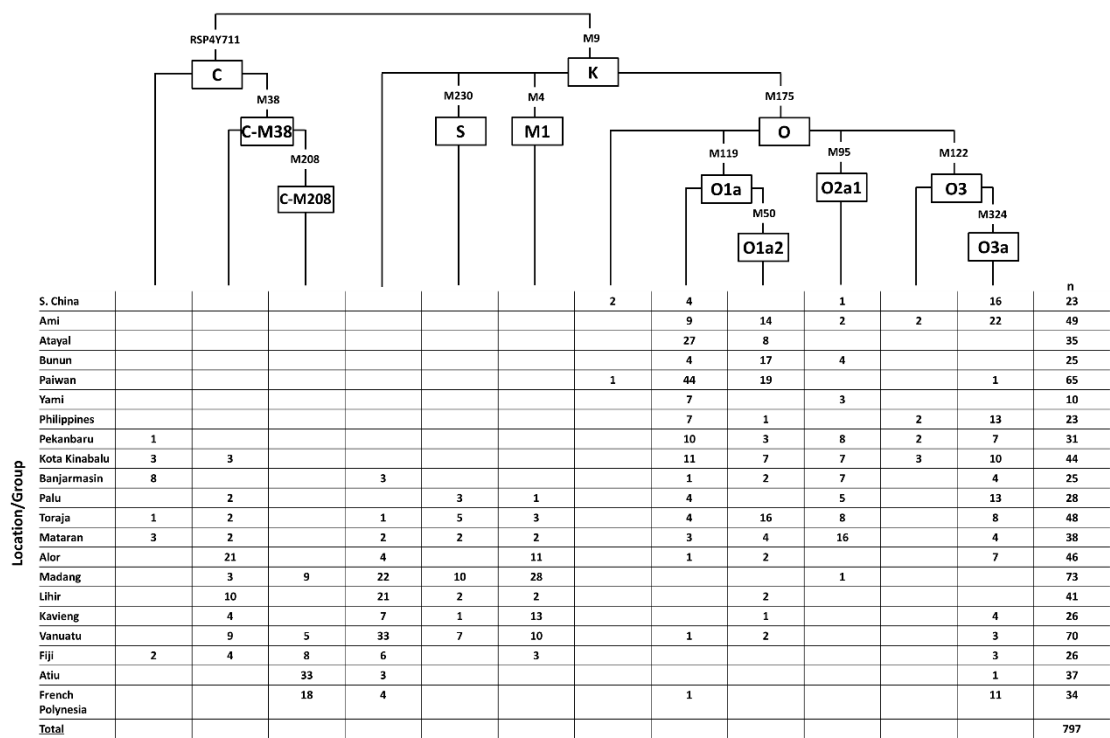 RSP4Y711 M9
C K
M38 M230 M4 M175
C-M38 S M1 O
M208 M119 M95 M122
C-M208 O1a O2a1 O3
M50 M324
O1a2 O3a
n
Location/Group
S. China 2 4 1 16 23
Ami 9 14 2 2 22 49
Atayal 27 8 35
Bunun 4 17 4 25
Paiwan 1 44 19 1 65
Yami 7 3 10
Philippines 7 1 2 13 23
Pekanbaru 1 10 3 8 2 7 31
Kota Kinabalu 3 3 11 7 7 3 10 44
Banjarmasin 8 3 1 2 7 4 25
Palu 2 3 1 4 5 13 28
Toraja 1 2 1 5 3 4 16 8 8 48
Mataran 3 2 2 2 2 3 4 16 4 38
Alor 21 4 11 1 2 7 46
Madang 3 9 22 10 28 1 73
Lihir 10 21 2 2 2 41
Kavieng 4 7 1 13 1 4 26
Vanuatu 9 5 33 7 10 1 2 3 70
Fiji 2 4 8 6 3 3 26
Atiu 33 3 1 37
French 18 4 1 11 34
Polynesia
Total 797